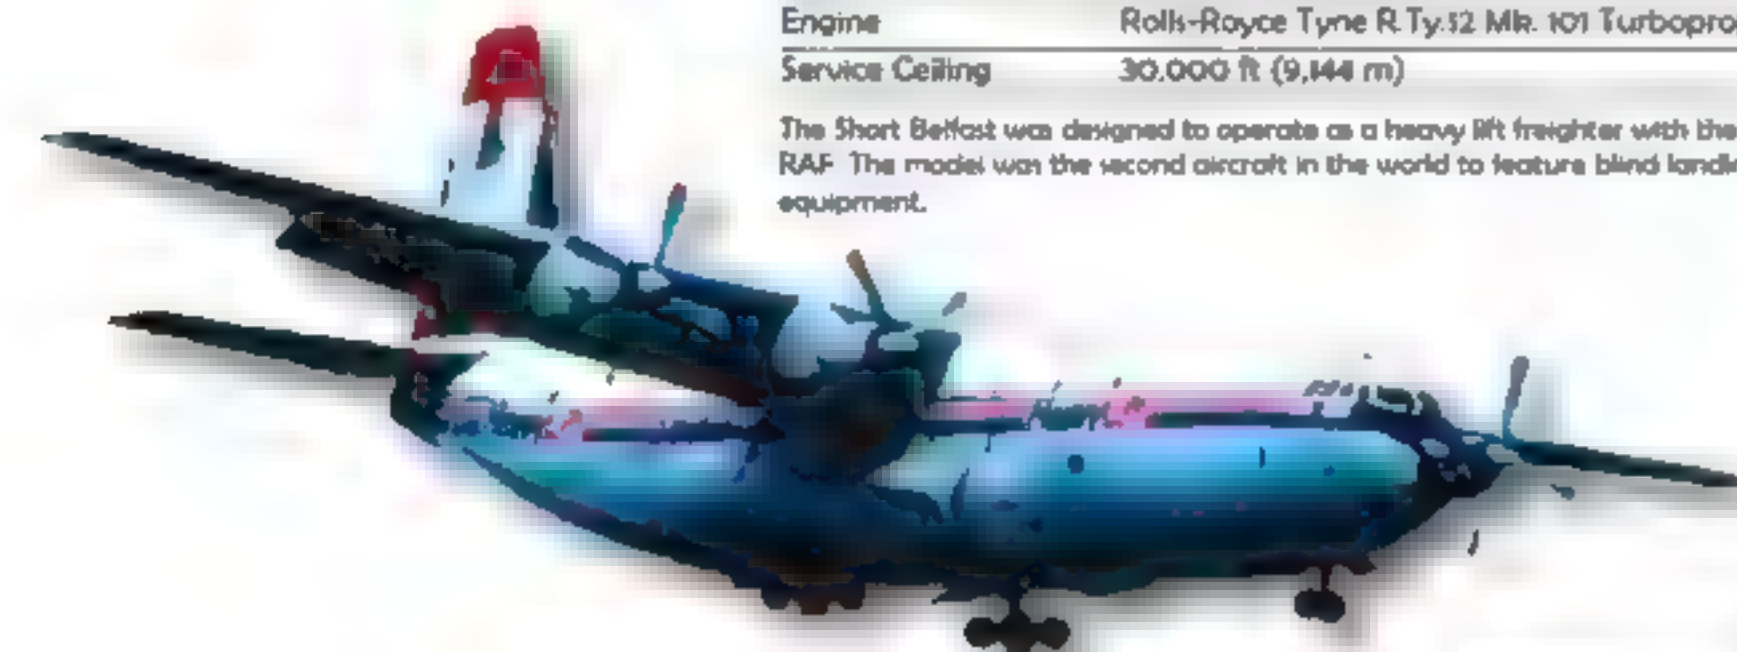 Engine Rolls-Royce Tyne R.Ty.12 Mk. 101
Service Ceiling 30,000 ft (9,144 m)
The Short Belfast was designed to operate as a heavy lift freighter with the
RAF. The model was the second aircraft in the world to feature blind
equipment.